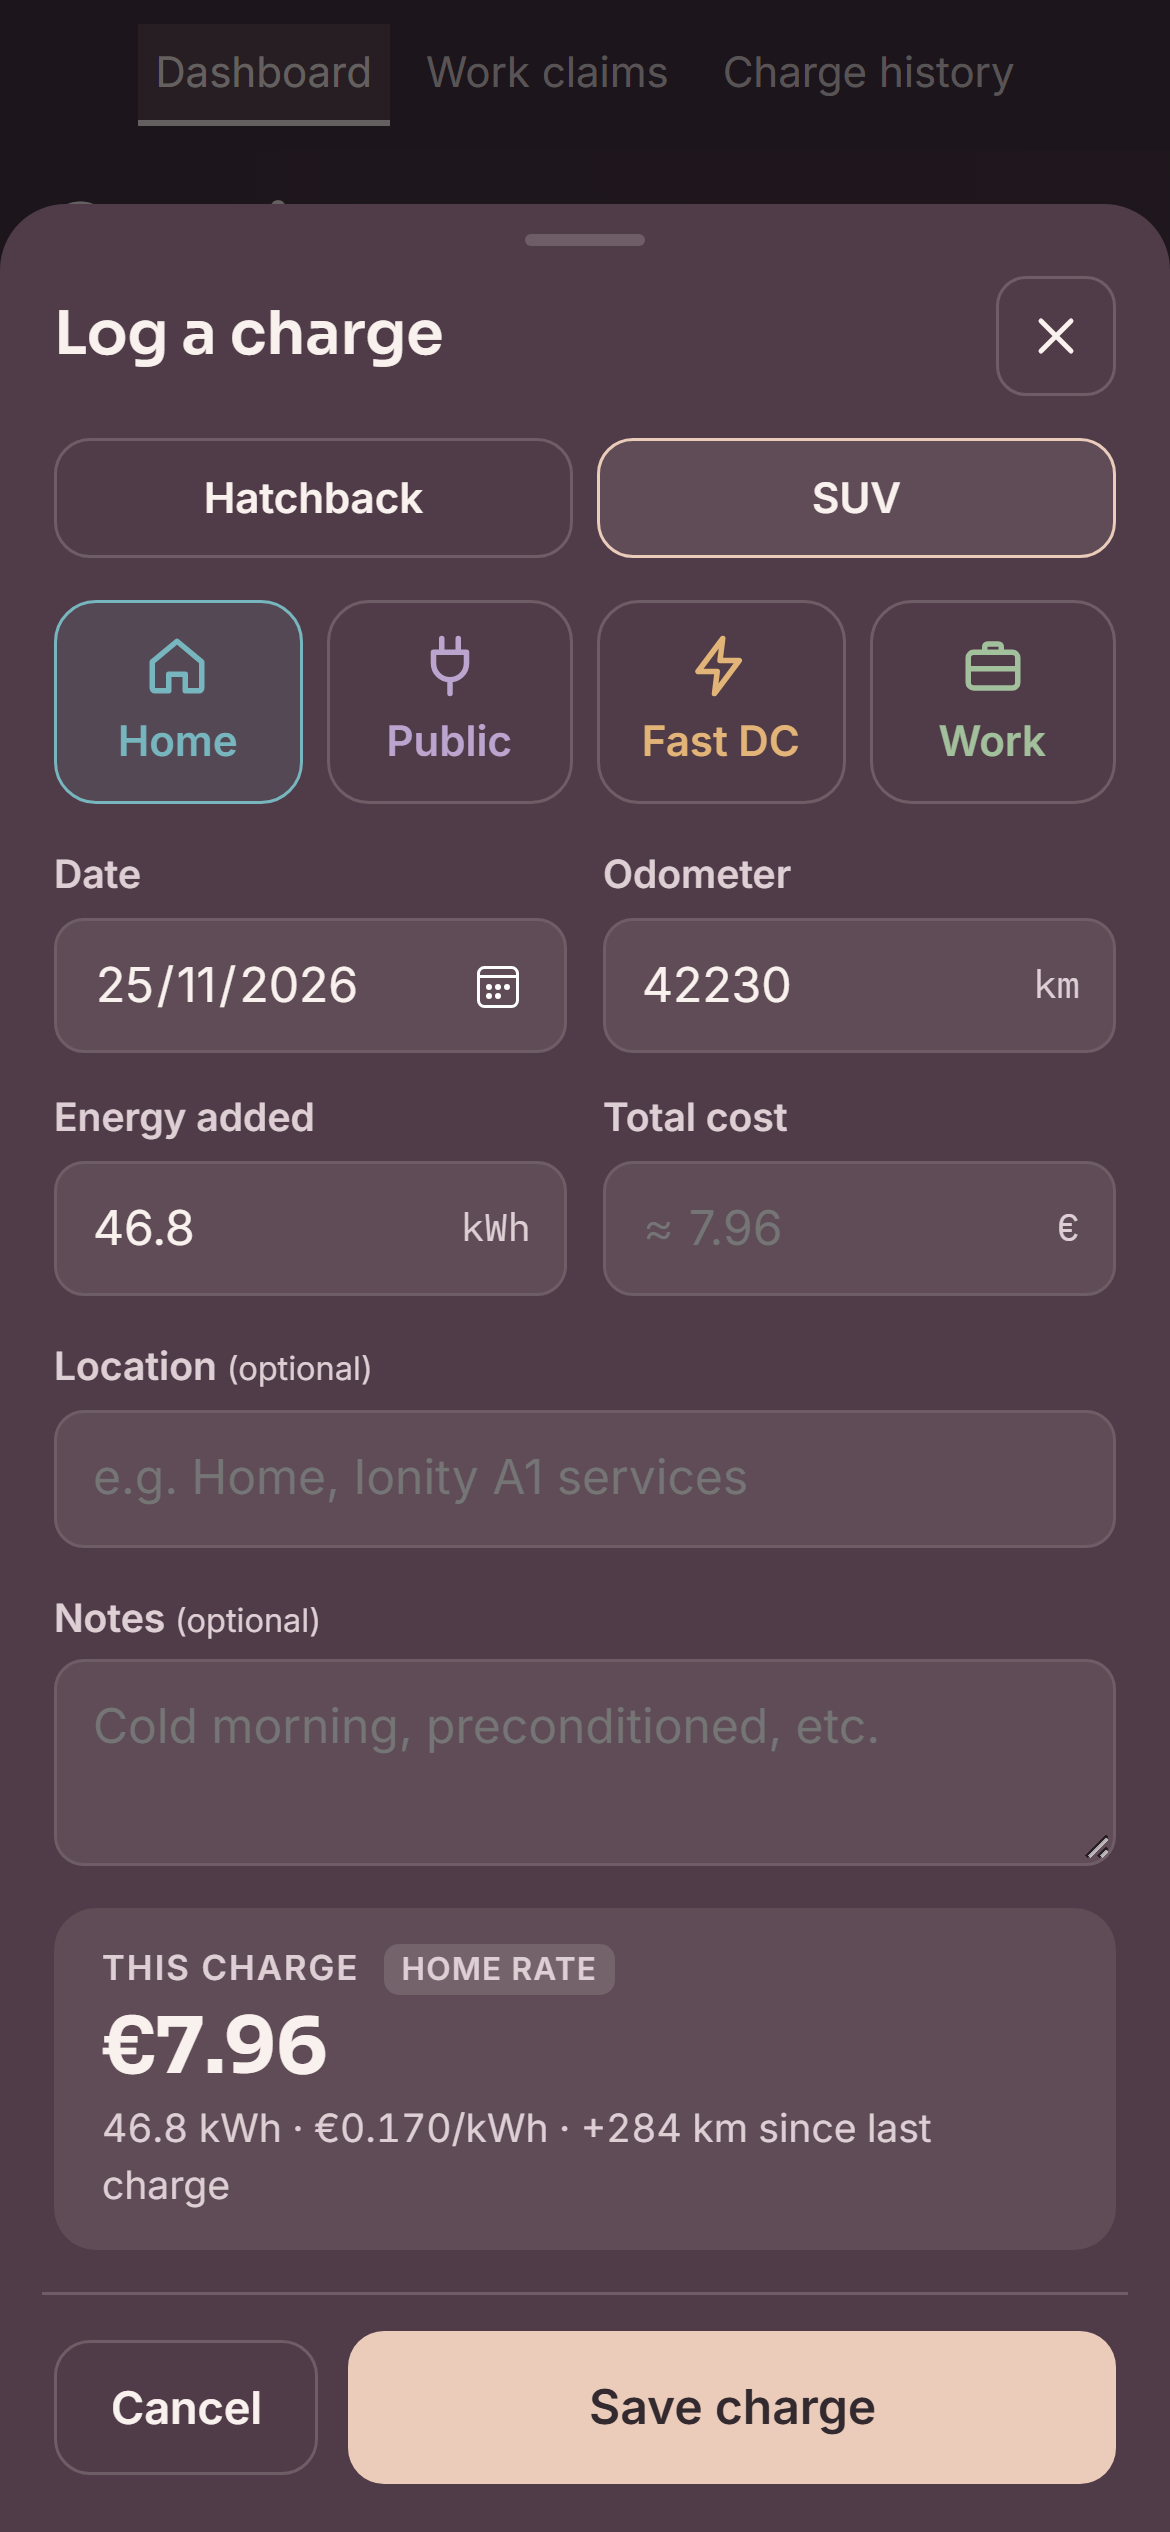 Dashboard Work claims Charge history
Log a charge
Hatchback SUV
Home Public Fast DC Work
Date Odometer
25/11/2026 42230 km
Energy added Total cost
46.8 kWh ≈ 7.96 €
Location (optional)
e.g. Home, Ionity A1 services
Notes (optional)
Cold morning, preconditioned, etc.
THIS CHARGE HOME RATE
€7.96
46.8 kWh · €0.170/kWh · +284 km since last
charge
Cancel Save charge